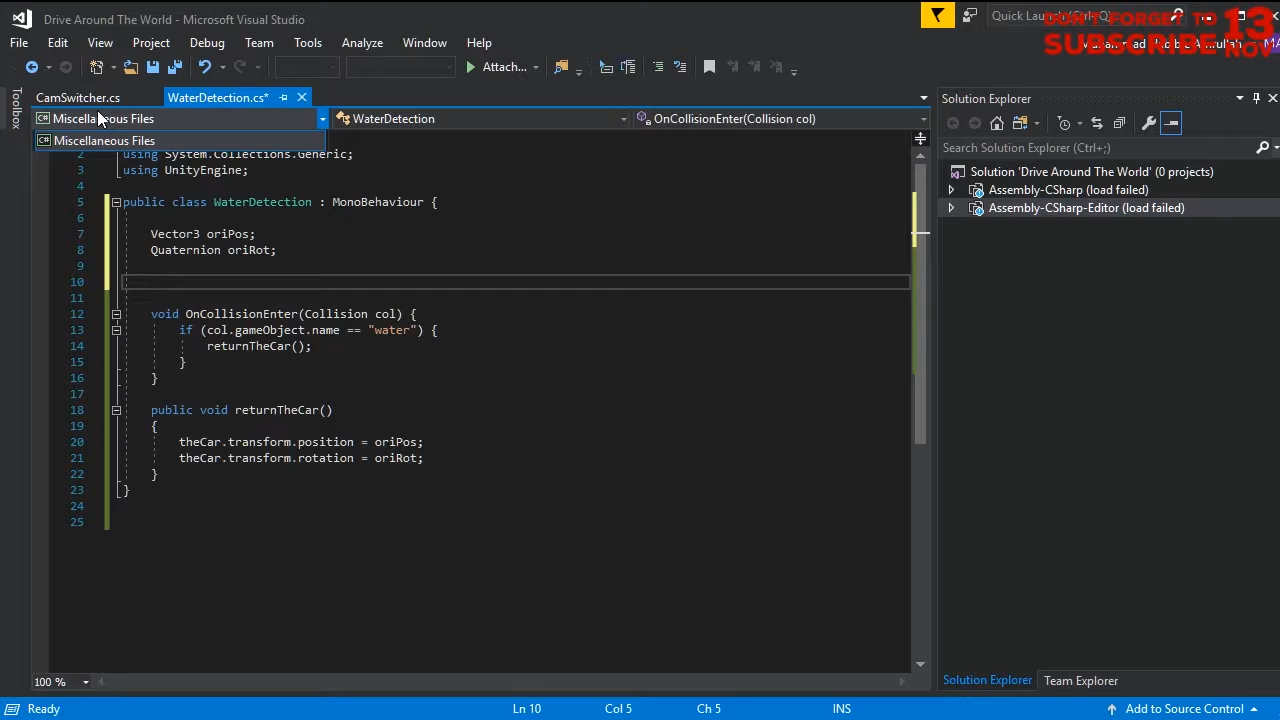 Drive Around The World - Microsoft Visual Studio
Quick Launch (Ctrl+Q)
DON'T FORGET TO
SUBSCRIBE
13
NOV
File Edit View Project Debug Team Tools Analyze Window Help
Attach...
Toolbox
CamSwitcher.cs WaterDetection.cs*
Miscellaneous Files WaterDetection OnCollisionEnter(Collision col)
Miscellaneous Files
2 using System.Collections.Generic;
3 using UnityEngine;
4
5 public class WaterDetection : MonoBehaviour {
6
7 Vector3 oriPos;
8 Quaternion oriRot;
9
10
11
12 void OnCollisionEnter(Collision col) {
13 if (col.gameObject.name == "water") {
14 returnTheCar();
15 }
16 }
17
18 public void returnTheCar()
19 {
20 theCar.transform.position = oriPos;
21 theCar.transform.rotation = oriRot;
22 }
23 }
24
25
100 %
Solution Explorer
Search Solution Explorer (Ctrl+;)
Solution 'Drive Around The World' (0 projects)
Assembly-CSharp (load failed)
Assembly-CSharp-Editor (load failed)
Solution Explorer Team Explorer
Ready Ln 10 Col 5 Ch 5 INS Add to Source Control